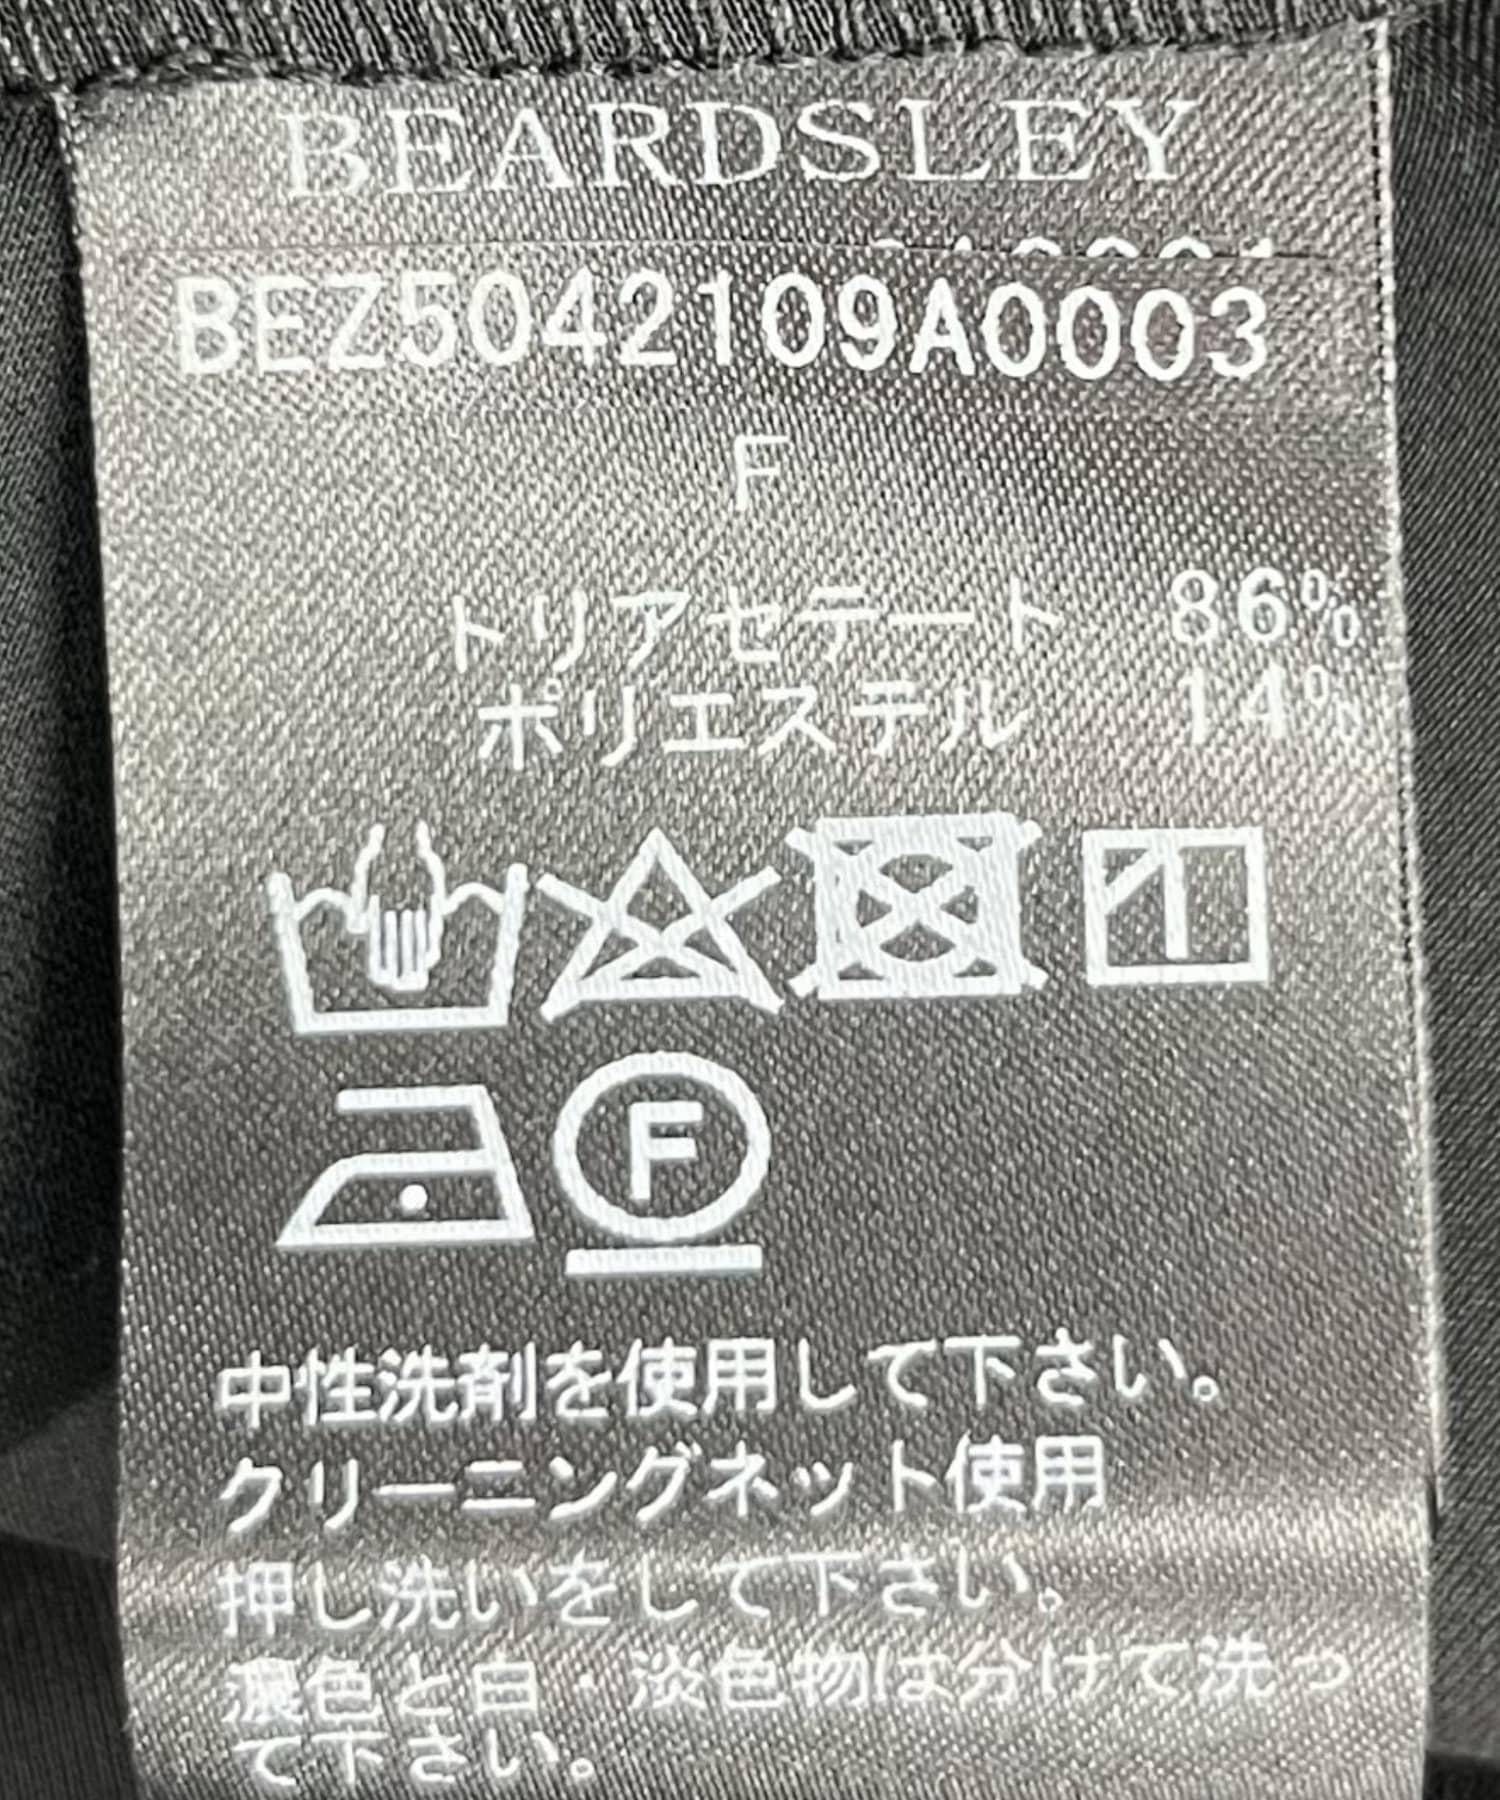 BEARDSLEY
BEZ5042109A0003
F
トリアセテート 86%
ポリエステル 14%
F
中性洗剤を使用して下さい。
クリーニングネット使用
押し洗いをして下さい。
濃色と白・淡色物は分けて洗っ
て下さい。